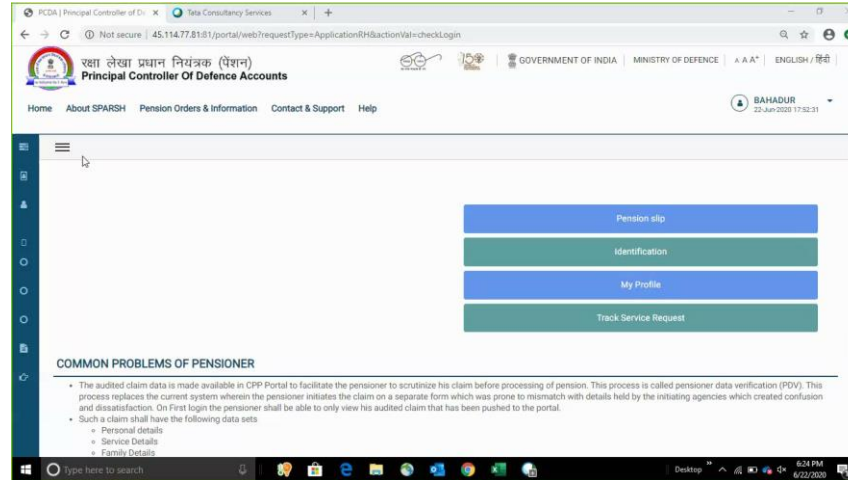 PCDA | Principal Controller of De
Tata Consultancy Services
Not secure | 45.114.77.81:81/portal/web?requestType=ApplicationRH&actionVal=checkLogin
रक्षा लेखा प्रधान नियंत्रक (पेंशन)
Principal Controller Of Defence Accounts
GOVERNMENT OF INDIA | MINISTRY OF DEFENCE | A A A+ | ENGLISH / हिंदी
Home About SPARSH Pension Orders & Information Contact & Support Help
BAHADUR
22-Jun-2020 17:52:31
Pension slip
Identification
My Profile
Track Service Request
COMMON PROBLEMS OF PENSIONER
• The audited claim data is made available in CPP Portal to facilitate the pensioner to scrutinize his claim before processing of pension. This process is called pensioner data verification (PDV). This
process replaces the current system wherein the pensioner initiates the claim on a separate form which was prone to mismatch with details held by the initiating agencies which created confusion
and dissatisfaction. On First login the pensioner shall be able to only view his audited claim that has been pushed to the portal.
• Such a claim shall have the following data sets
○ Personal details
○ Service Details
○ Family Details
Type here to search
Desktop
6:24 PM
6/22/2020